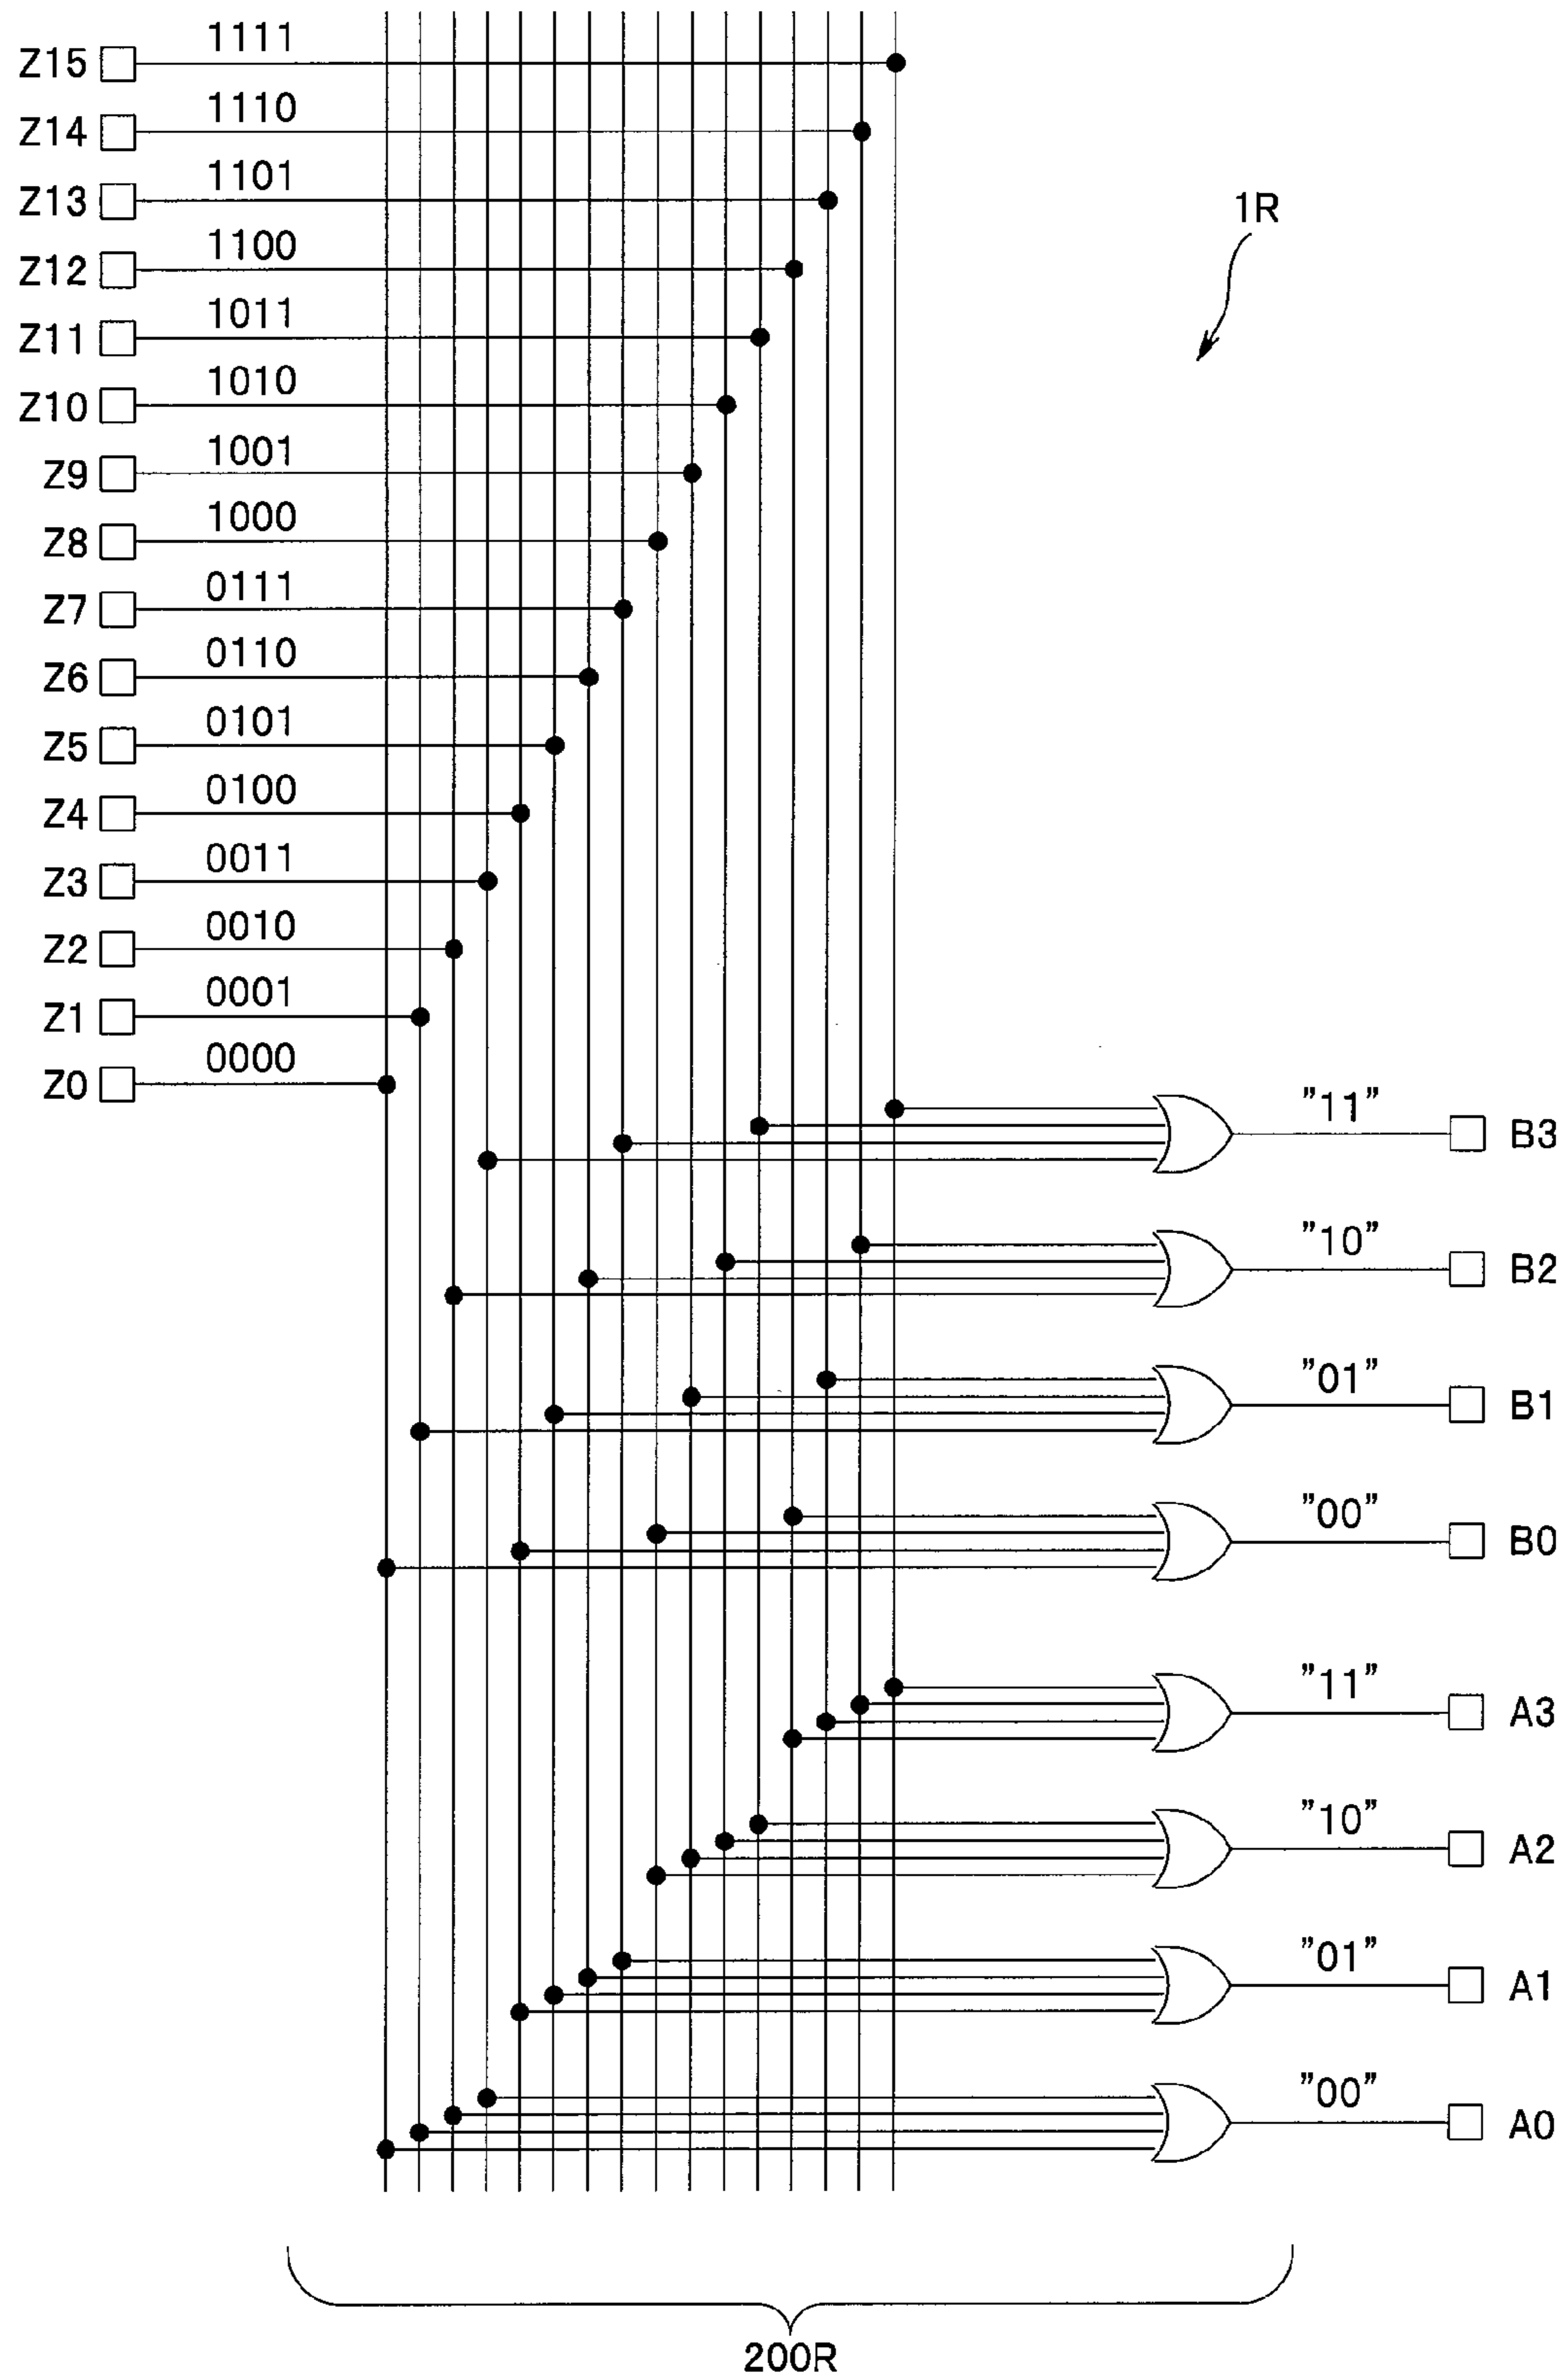 1111
Z15
1110
Z14
1101
Z13
1R
1100
Z12
1011
Z11
1010
Z10
1001
Z9
1000
Z8
0111
Z7
0110
Z6
0101
Z5
0100
Z4
0011
Z3
0010
Z2
0001
Z1
0000
Z0
"11"
B3
"10"
B2
"01"
B1
"00"
B0
"11"
A3
"10"
A2
"01"
A1
"00"
A0
200R